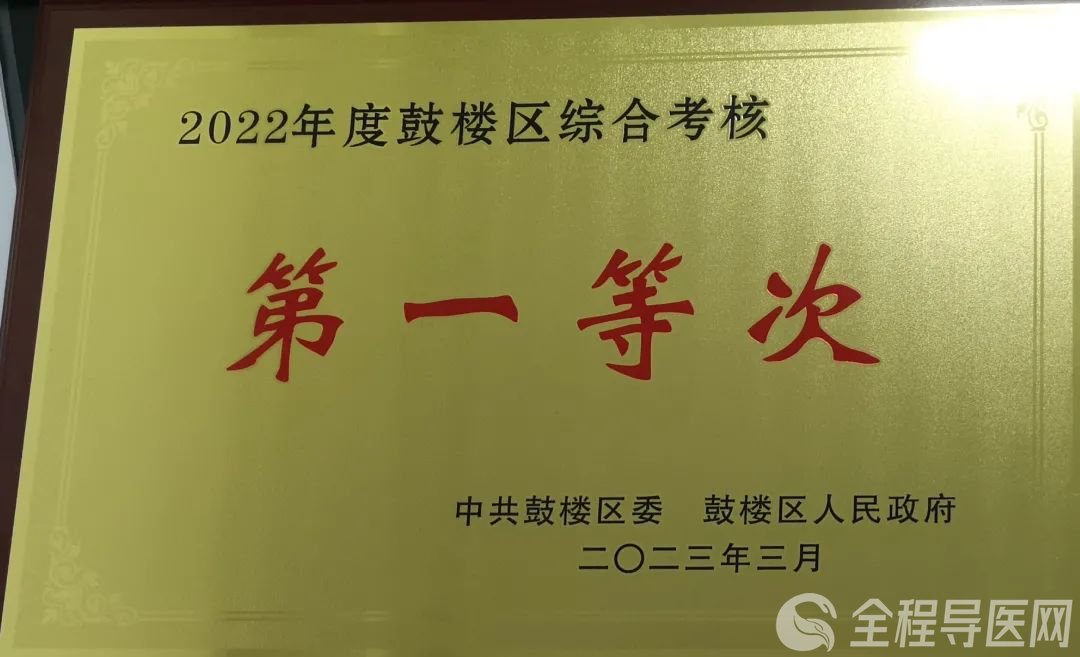 2022年度鼓楼区综合考核
第一等次
中共鼓楼区委 鼓楼区人民政府
二〇二三年三月
全程导医网